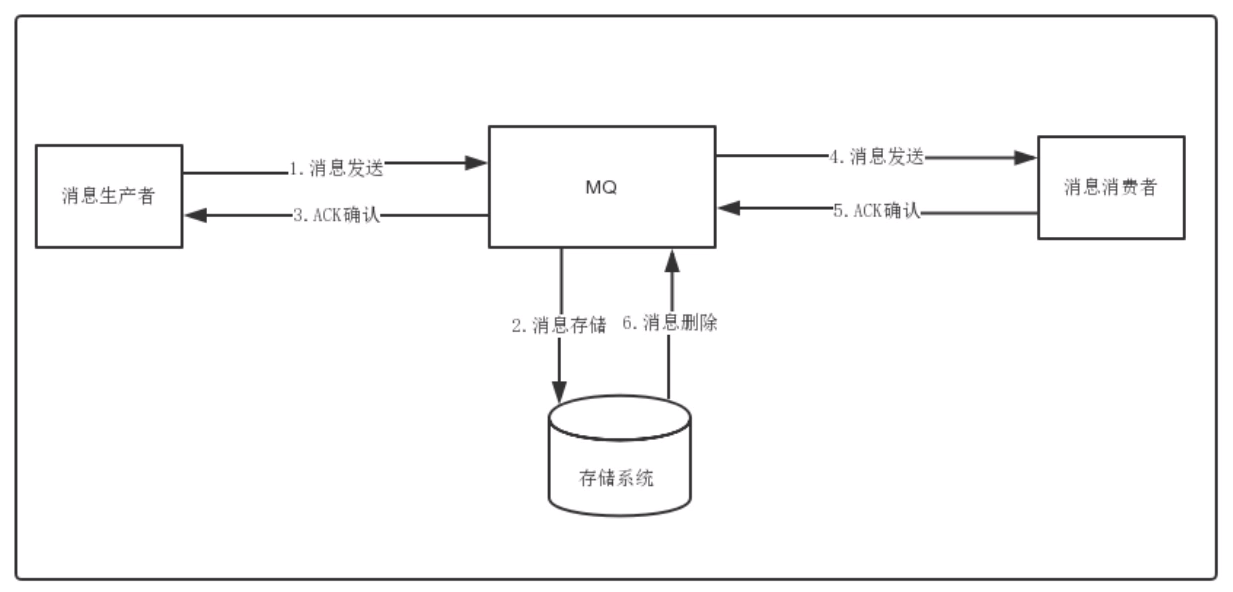 1.消息发送
4.消息发送
消息生产者
MQ
消息消费者
3.ACK确认
5.ACK确认
2.消息存储
6.消息删除
存储系统